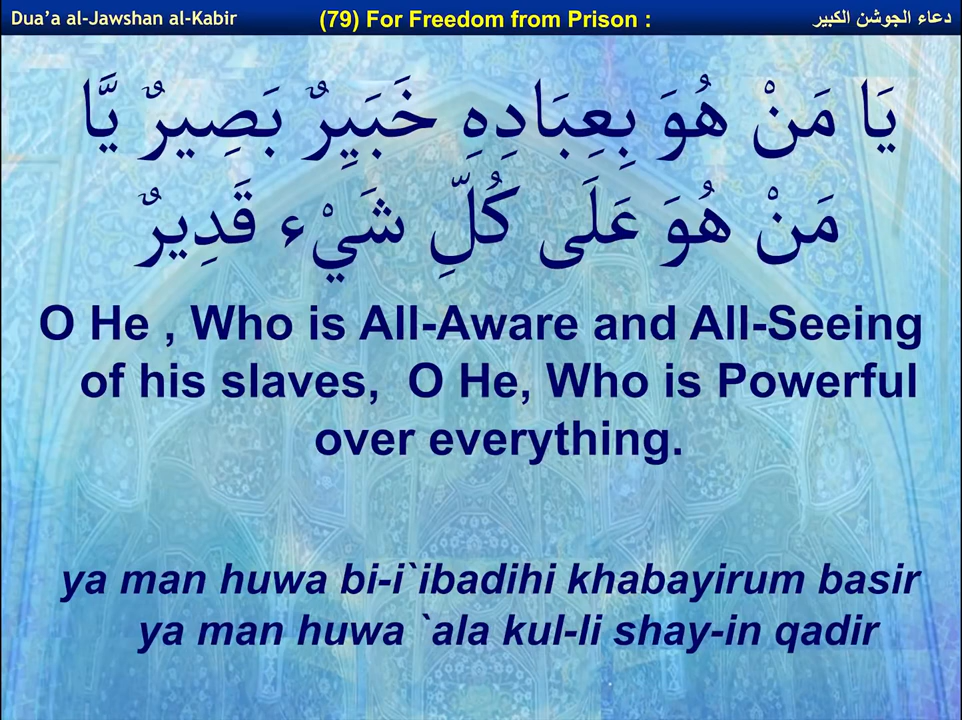 Dua’a al-Jawshan al-Kabir (79) For Freedom from Prison : دعاء الجوشن الكبير
يَا مَنْ هُوَ بِعِبَادِهِ خَبَيِرٌ بَصِيرٌ يَّا
مَنْ هُوَ عَلَى كُلِّ شَيْء قَدِيرٌ
O He , Who is All-Aware and All-Seeing
of his slaves, O He, Who is Powerful
over everything.
ya man huwa bi-i`ibadihi khabayirum basir
ya man huwa `ala kul-li shay-in qadir